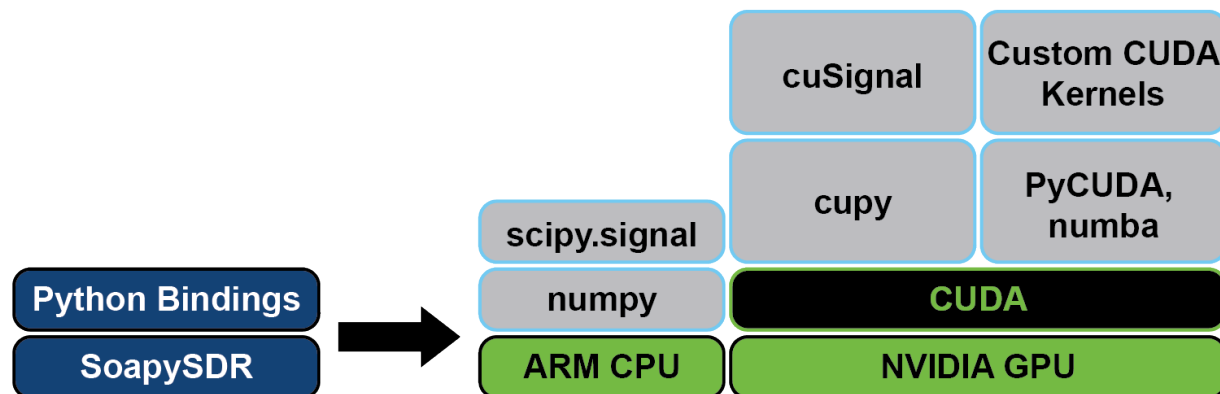 cuSignal
Custom CUDA
Kernels
scipy.signal
cupy
PyCUDA,
numba
Python Bindings
numpy
CUDA
SoapySDR
ARM CPU
NVIDIA GPU